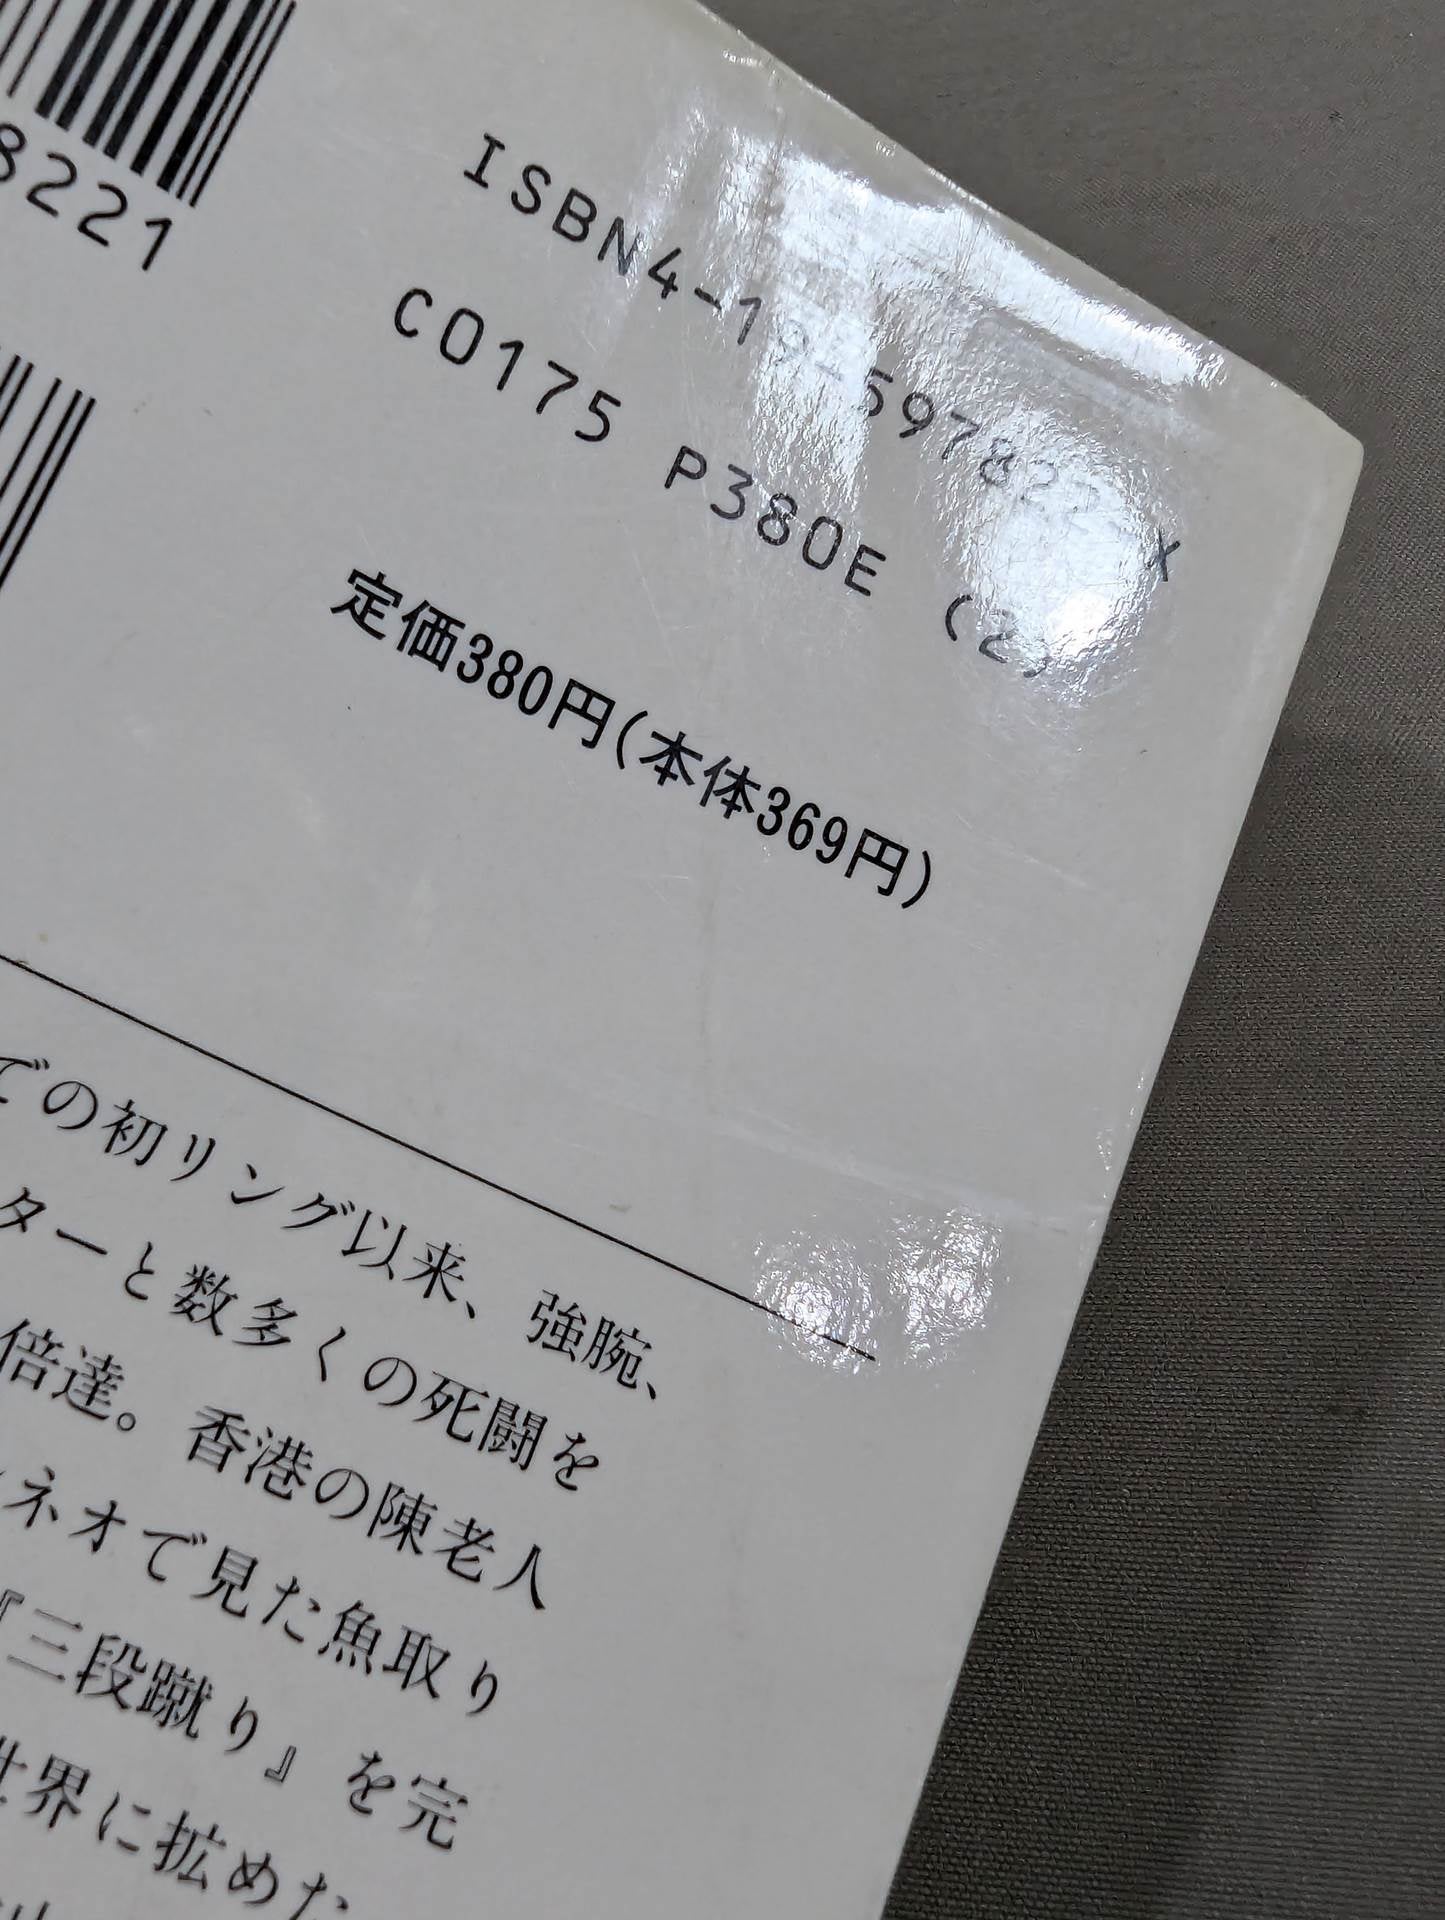 8221
ISBN4-19-597822-X
C0175 P380E (2)
定価380円(本体369円)
での初リング以来、強腕、
ターと数多くの死闘を
倍達。香港の陳老人
ネオで見た魚取り
『三段蹴り』を完
世界に拡めた